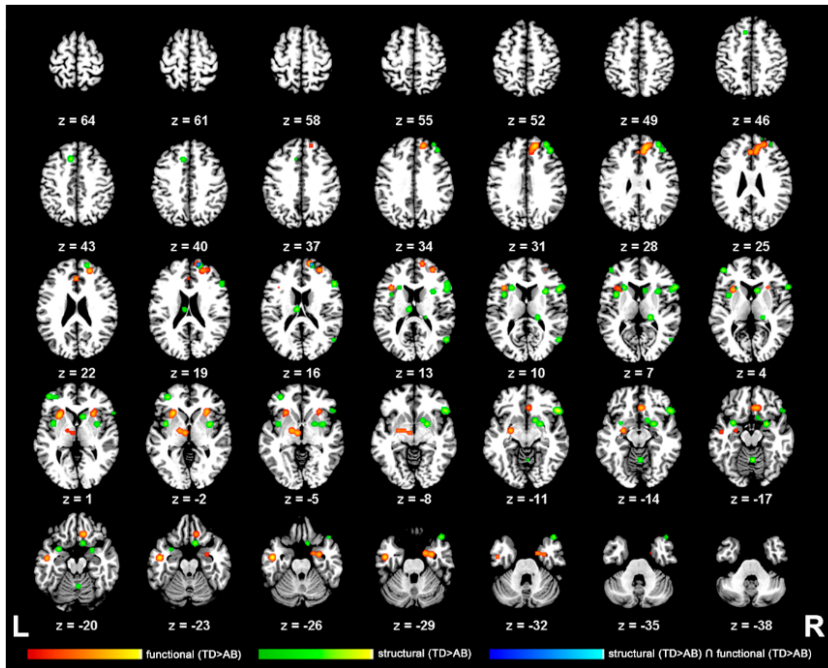 z = 64 z = 61 z = 58 z = 55 z = 52 z = 49 z = 46
z = 43 z = 40 z = 37 z = 34 z = 31 z = 28 z = 25
z = 22 z = 19 z = 16 z = 13 z = 10 z = 7 z = 4
z = 1 z = -2 z = -5 z = -8 z = -11 z = -14 z = -17
L z = -20 z = -23 z = -26 z = -29 z = -32 z = -35 z = -38 R
functional (TD>AB) structural (TD>AB) structural (TD>AB) ∩ functional (TD>AB)